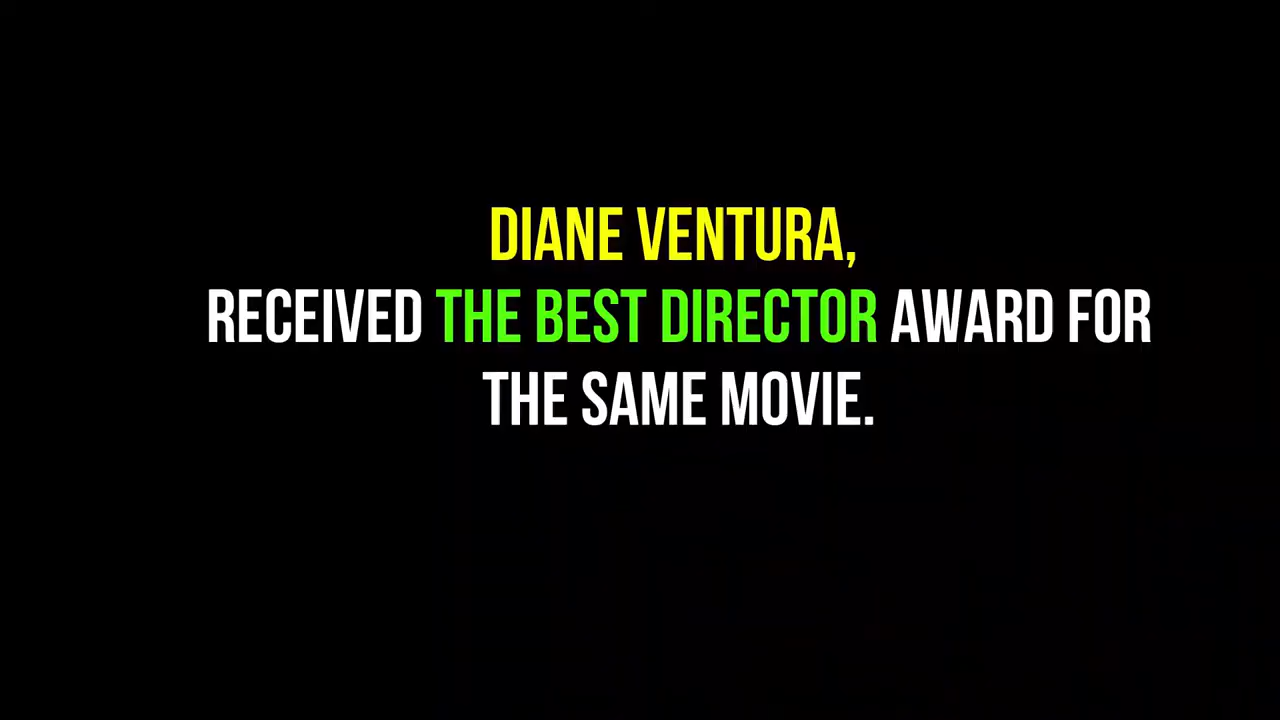 DIANE VENTURA,
RECEIVED THE BEST DIRECTOR AWARD FOR
THE SAME MOVIE.